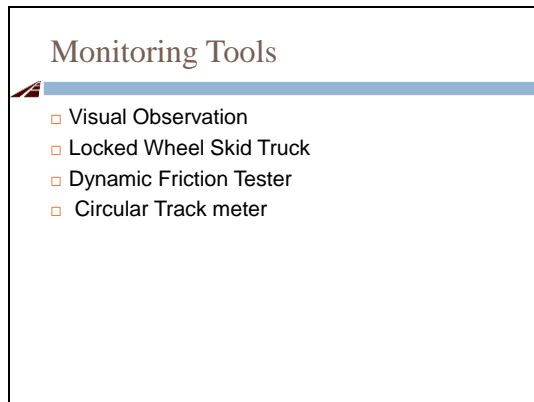 Monitoring Tools
Visual Observation
Locked Wheel Skid Truck
Dynamic Friction Tester
Circular Track meter